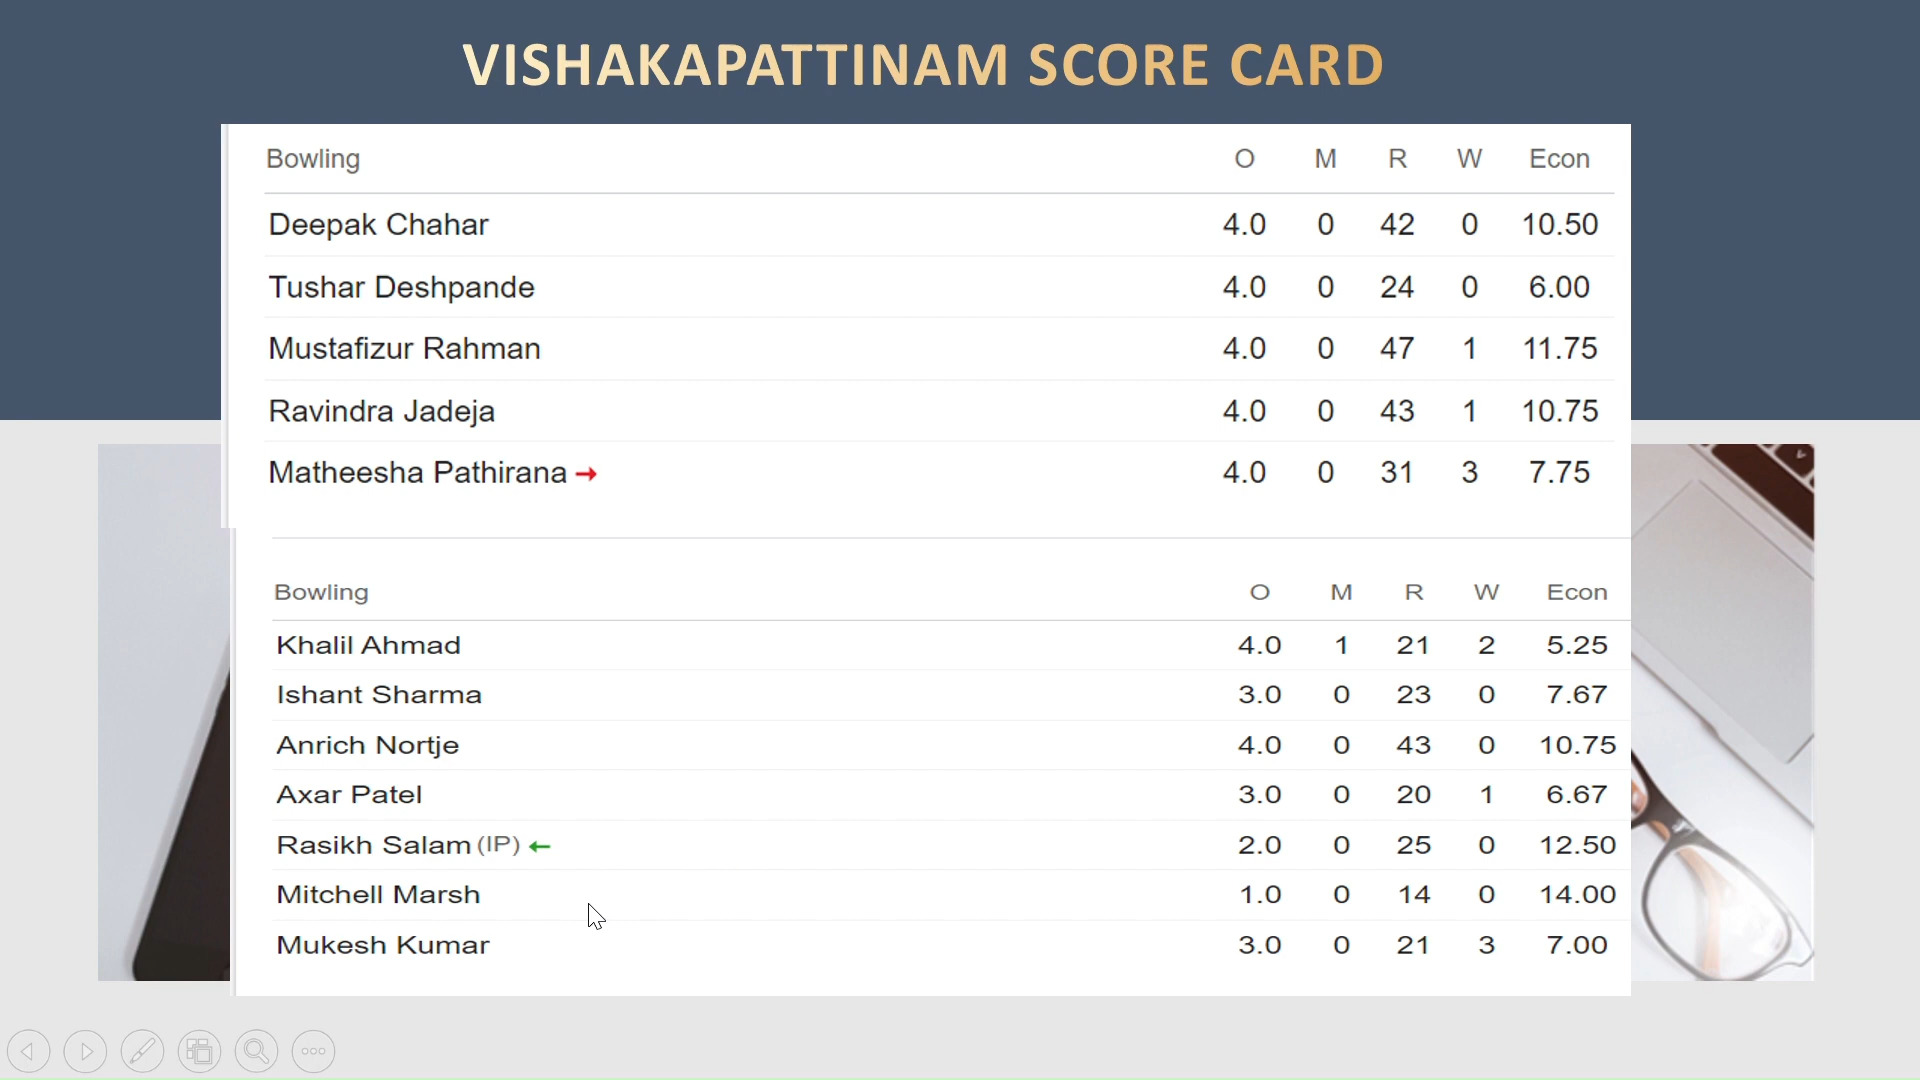 VISHAKAPATTINAM SCORE CARD
Bowling O M R W Econ
Deepak Chahar 4.0 0 42 0 10.50
Tushar Deshpande 4.0 0 24 0 6.00
Mustafizur Rahman 4.0 0 47 1 11.75
Ravindra Jadeja 4.0 0 43 1 10.75
Matheesha Pathirana → 4.0 0 31 3 7.75
Bowling O M R W Econ
Khalil Ahmad 4.0 1 21 2 5.25
Ishant Sharma 3.0 0 23 0 7.67
Anrich Nortje 4.0 0 43 0 10.75
Axar Patel 3.0 0 20 1 6.67
Rasikh Salam (IP) ← 2.0 0 25 0 12.50
Mitchell Marsh 1.0 0 14 0 14.00
Mukesh Kumar 3.0 0 21 3 7.00